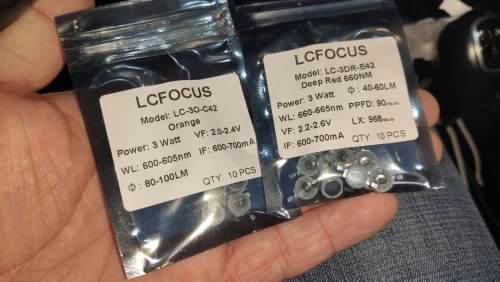 LCFOCUS
Model: LC-3O-C42
Orange
Power: 3 Watt VF: 2.0-2.4V
WL: 600-605nm IF: 600-700mA
Φ: 80-100LM
QTY: 10 PCS
LCFOCUS
Model: LC-3DR-E42
Deep Red 660NM
Power: 3 Watt Φ: 40-60LM
WL: 660-665nm PPFD: 90
VF: 2.2-2.6V LX: 968
IF: 600-700mA QTY: 10 PCS